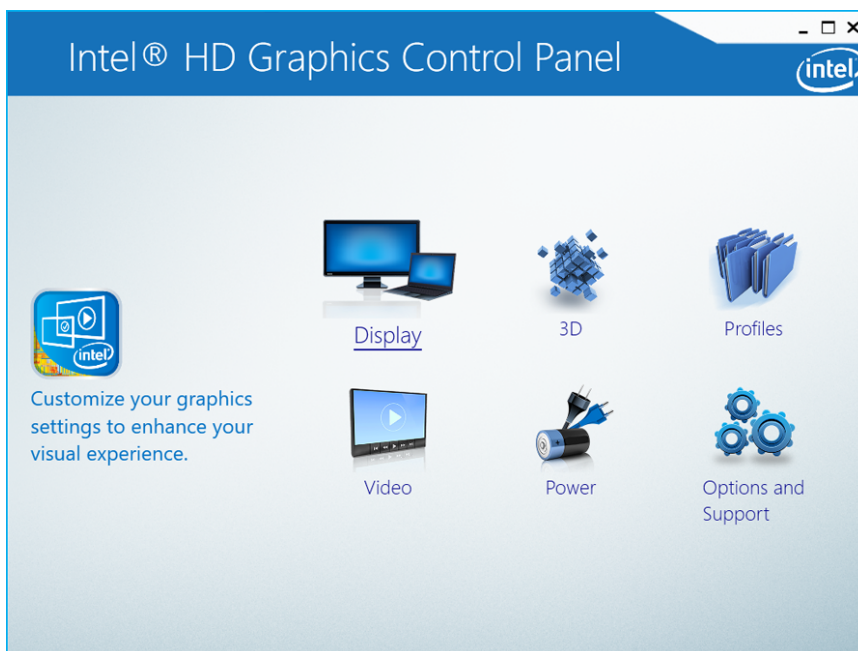 Intel® HD Graphics Control Panel
intel
Display
3D
Profiles
intel
Customize your graphics
settings to enhance your
visual experience.
Video
Power
Options and
Support